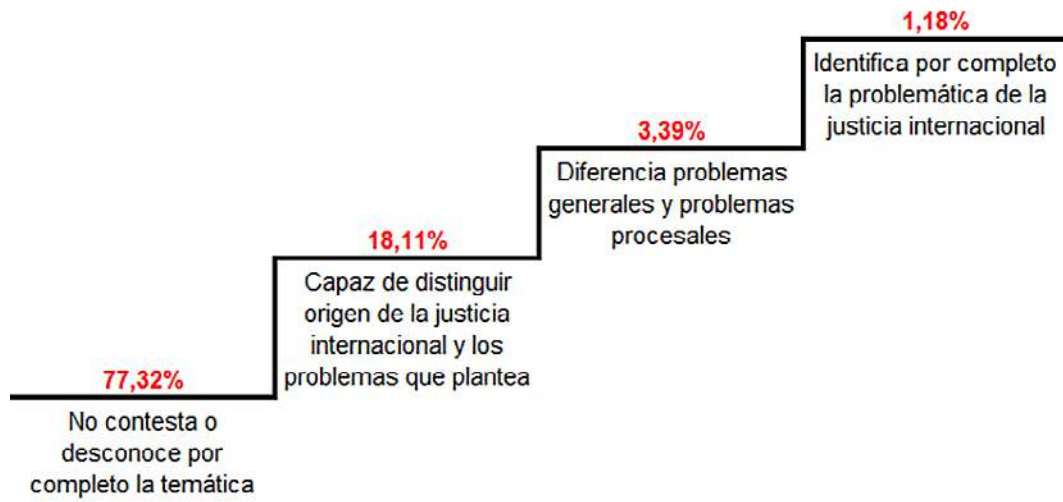 1,18%
Identifica por completo
la problemática de la
justicia internacional
3,39%
Diferencia problemas
generales y problemas
procesales
18,11%
Capaz de distinguir
origen de la justicia
internacional y los
problemas que plantea
77,32%
No contesta o
desconoce por
completo la temática